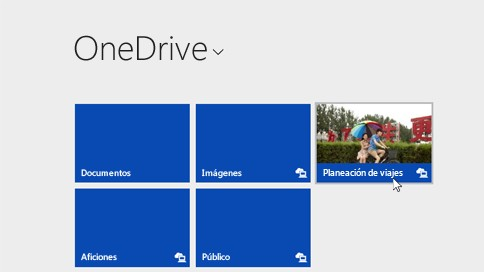 OneDrive
Documentos
Imágenes
Planeación de viajes
Aficiones
Público